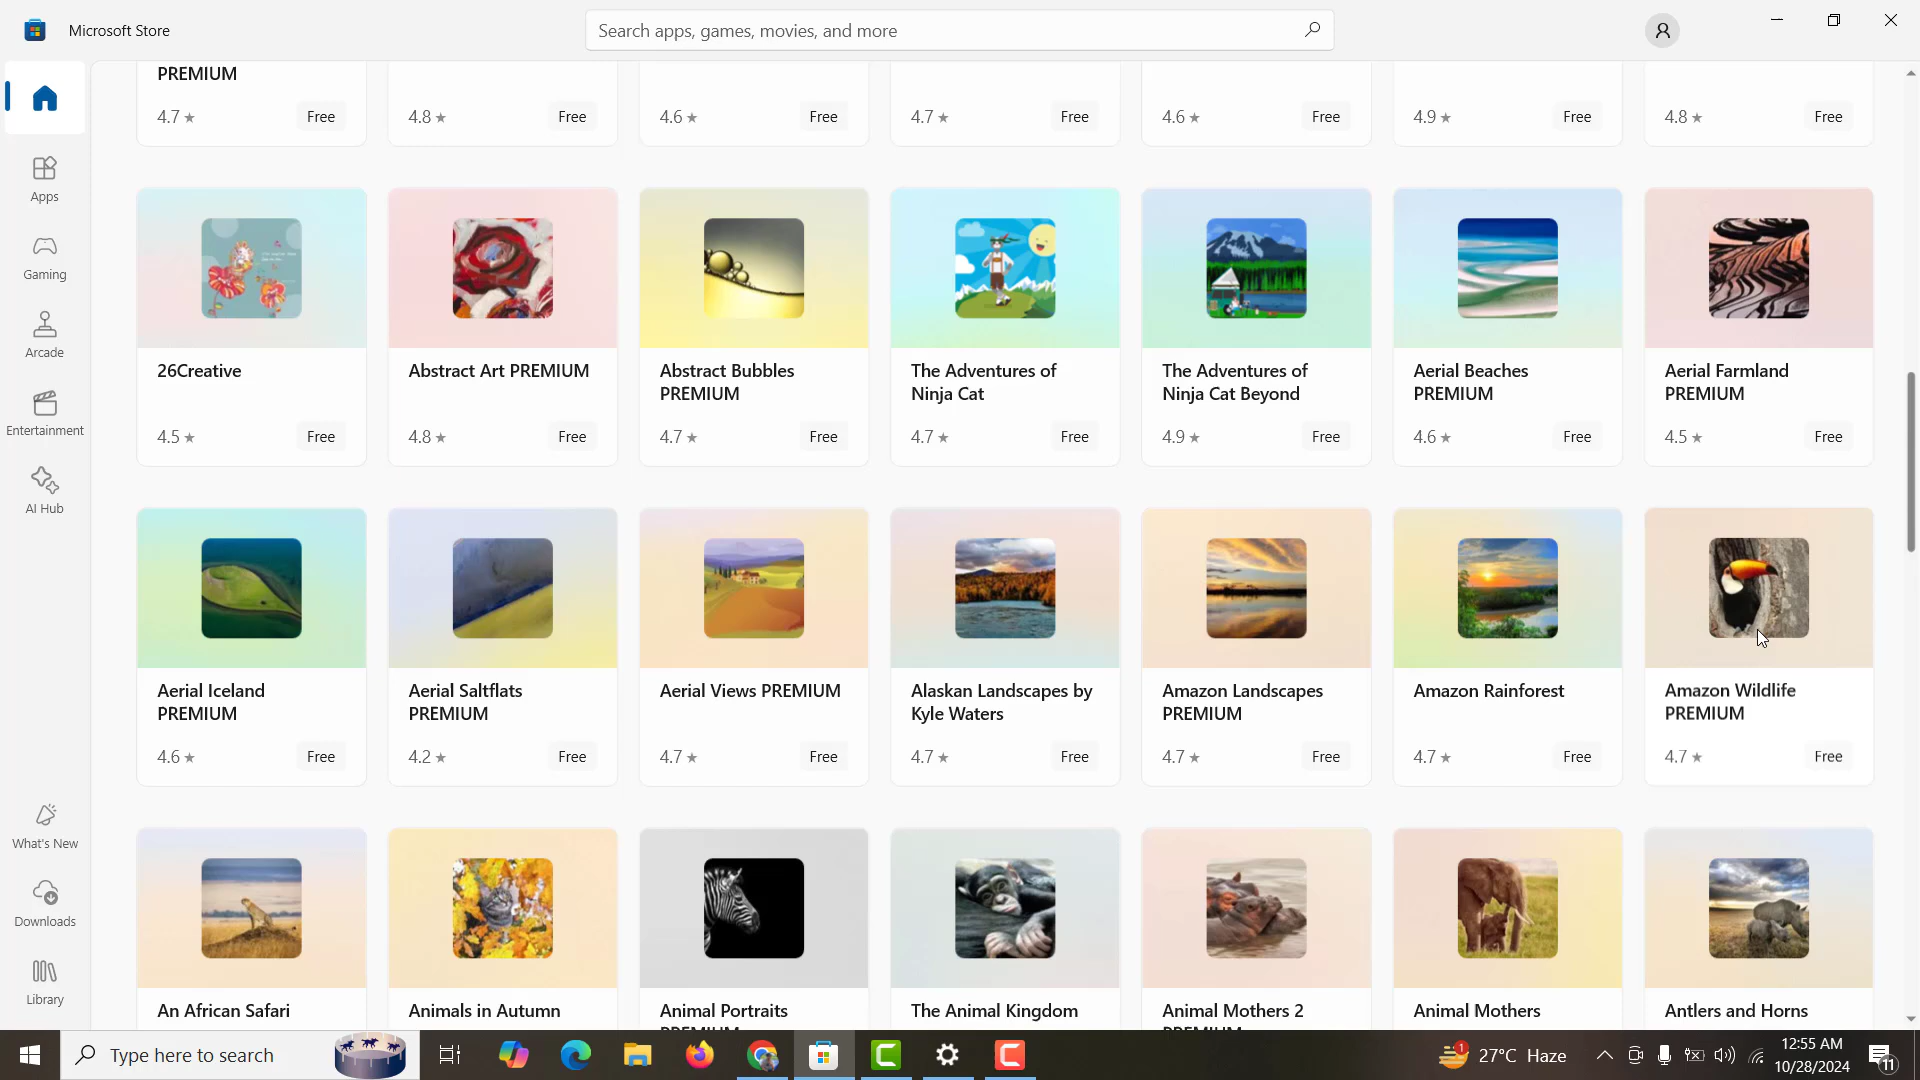 Microsoft Store
Search apps, games, movies, and more
Home
Apps
Gaming
Arcade
Entertainment
AI Hub
What's New
Downloads
Library
PREMIUM
4.7 ★ Free
4.8 ★ Free
4.6 ★ Free
4.7 ★ Free
4.6 ★ Free
4.9 ★ Free
4.8 ★ Free
26Creative
4.5 ★ Free
Abstract Art PREMIUM
4.8 ★ Free
Abstract Bubbles
PREMIUM
4.7 ★ Free
The Adventures of
Ninja Cat
4.7 ★ Free
The Adventures of
Ninja Cat Beyond
4.9 ★ Free
Aerial Beaches
PREMIUM
4.6 ★ Free
Aerial Farmland
PREMIUM
4.5 ★ Free
Aerial Iceland
PREMIUM
4.6 ★ Free
Aerial Saltflats
PREMIUM
4.2 ★ Free
Aerial Views PREMIUM
4.7 ★ Free
Alaskan Landscapes by
Kyle Waters
4.7 ★ Free
Amazon Landscapes
PREMIUM
4.7 ★ Free
Amazon Rainforest
4.7 ★ Free
Amazon Wildlife
PREMIUM
4.7 ★ Free
An African Safari
Animals in Autumn
Animal Portraits
PREMIUM
The Animal Kingdom
Animal Mothers 2
PREMIUM
Animal Mothers
Antlers and Horns
Type here to search
1
27°C Haze
12:55 AM
10/28/2024
11